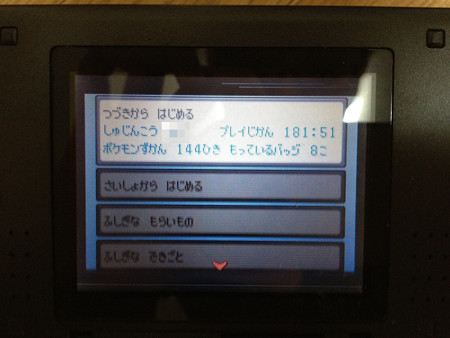 つづきから はじめる
しゅじんこう プレイじかん 181:51
ポケモンずかん 144ひき もっているバッジ 8こ
さいしょから はじめる
ふしぎな もらいもの
ふしぎな できごと